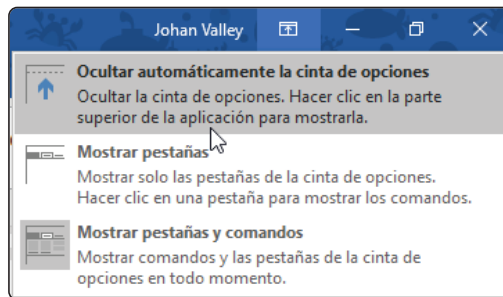 Johan Valley
Ocultar automáticamente la cinta de opciones
Ocultar la cinta de opciones. Hacer clic en la parte
superior de la aplicación para mostrarla.
Mostrar pestañas
Mostrar solo las pestañas de la cinta de opciones.
Hacer clic en una pestaña para mostrar los comandos.
Mostrar pestañas y comandos
Mostrar comandos y las pestañas de la cinta de
opciones en todo momento.